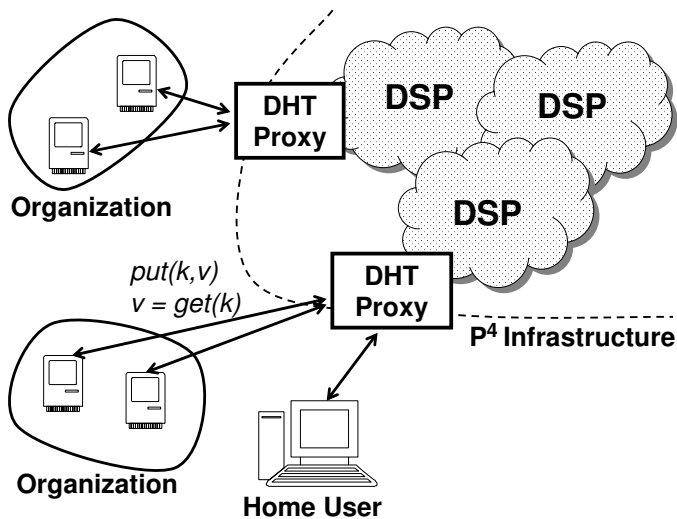 DHT
Proxy
DSP
DSP
DSP
Organization
put(k,v)
v = get(k)
DHT
Proxy
P⁴ Infrastructure
Organization
Home User